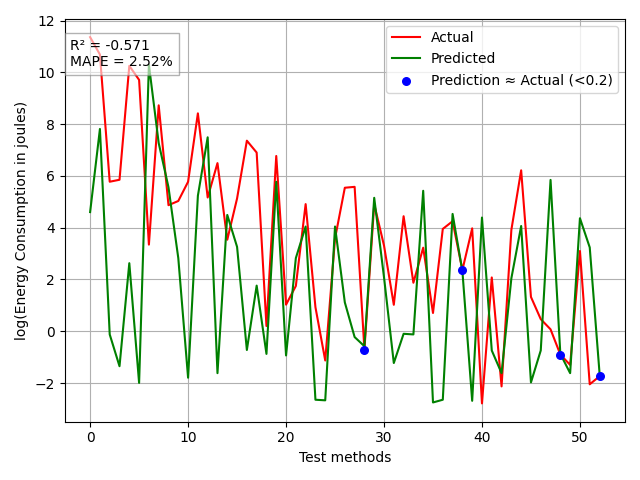 R² = -0.571
MAPE = 2.52%
Actual
Predicted
Prediction ≈ Actual (<0.2)
log(Energy Consumption in joules)
12
10
8
6
4
2
0
−2
0
10
20
30
40
50
Test methods